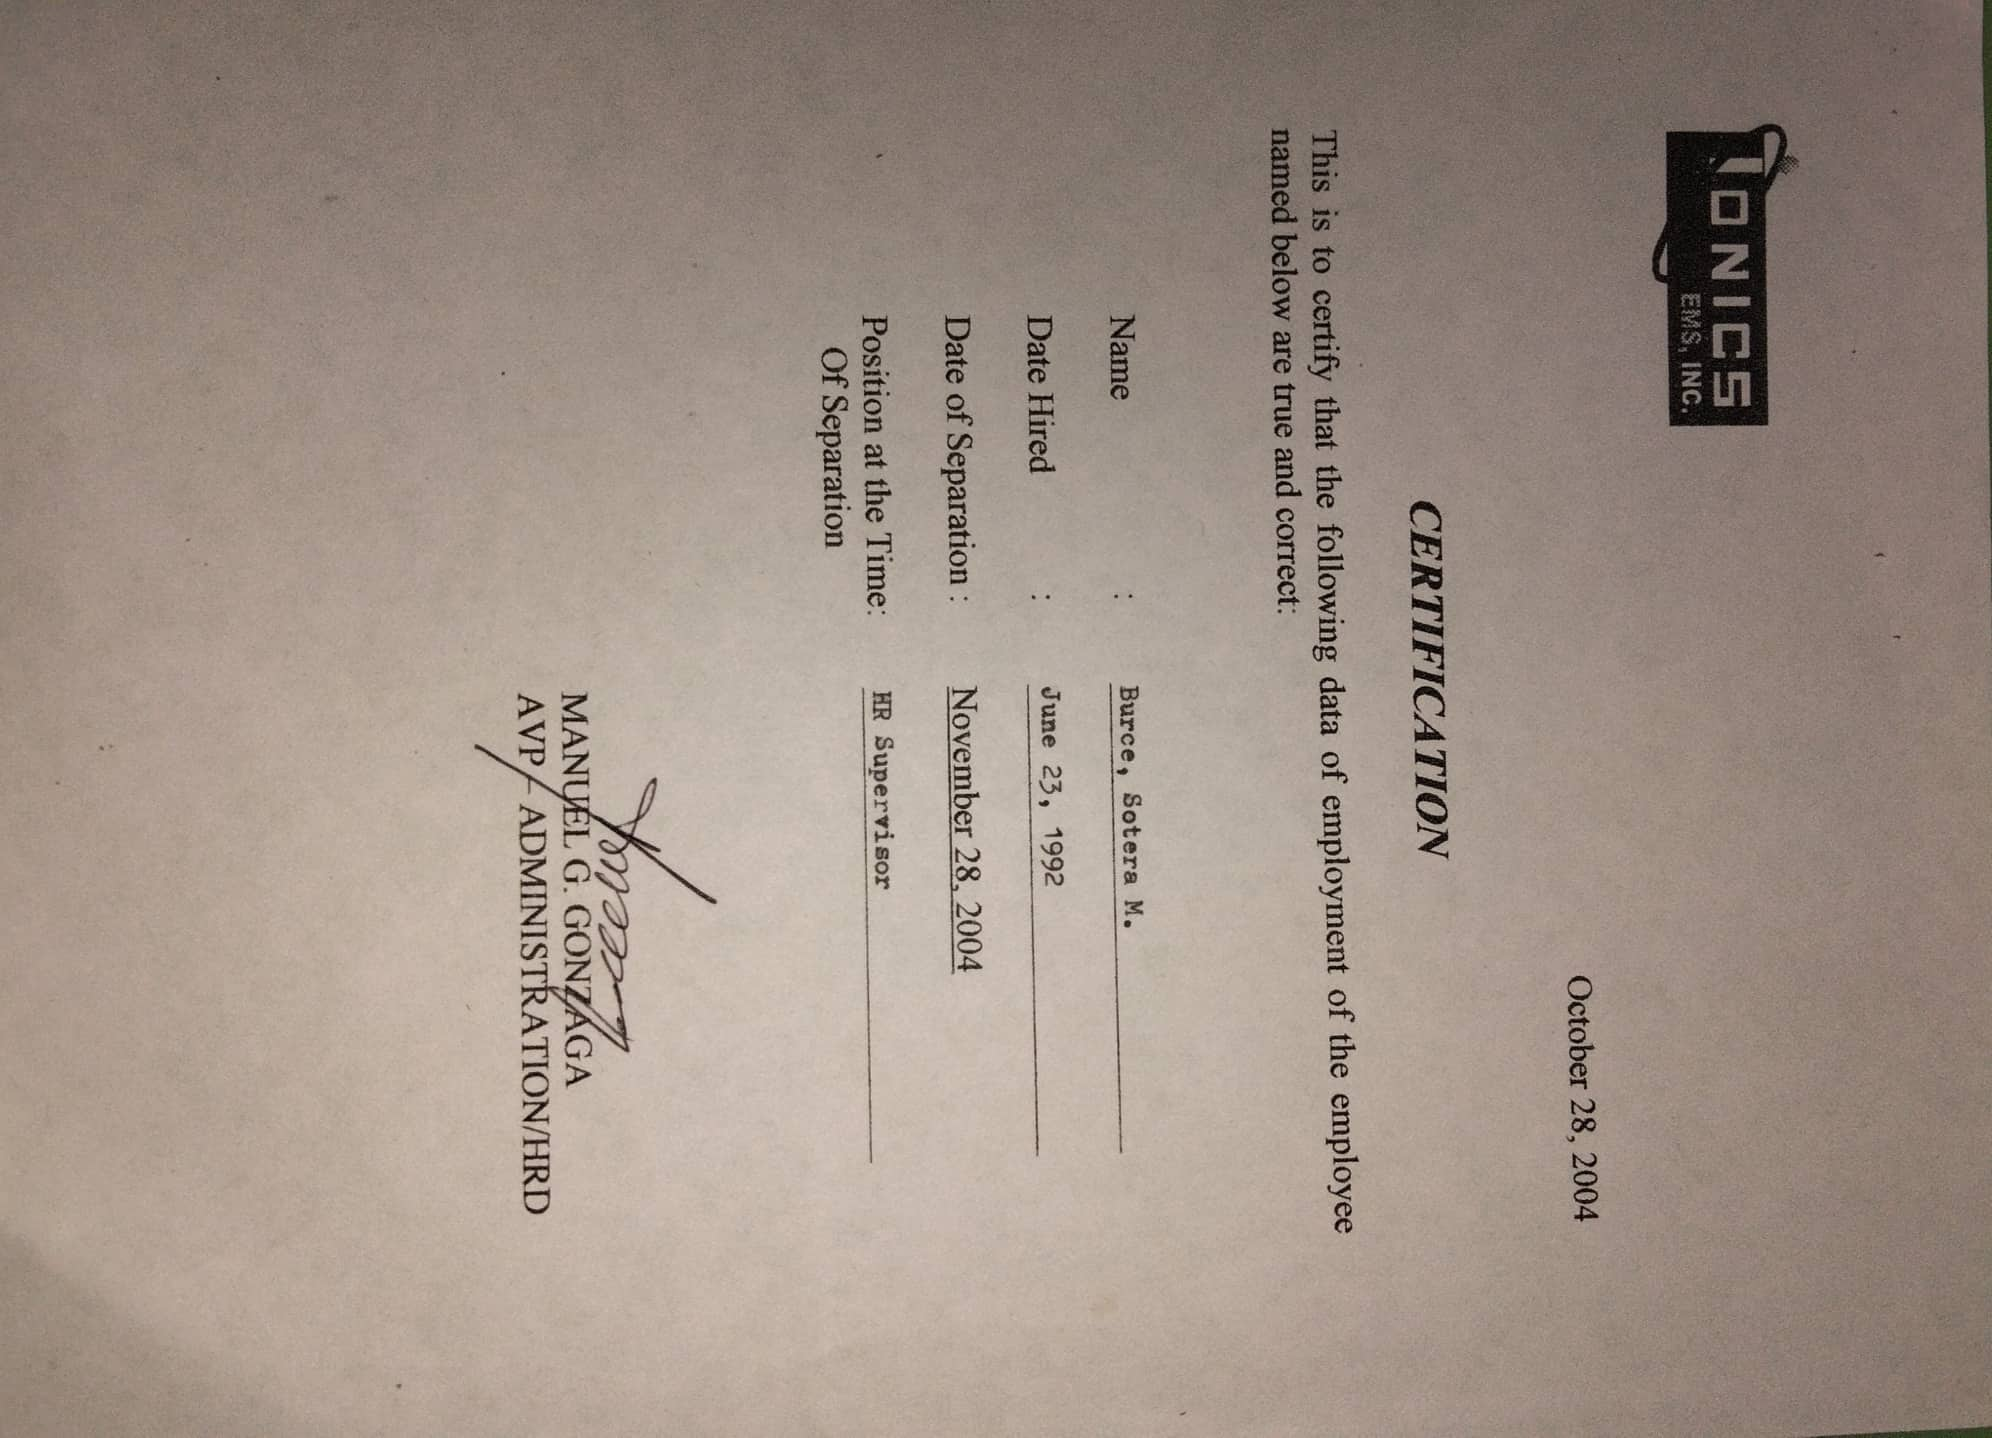 IONICS
EMS, INC.
October 28, 2004
CERTIFICATION
This is to certify that the following data of employment of the employee
named below are true and correct:
Name : Burce, Sotera M.
Date Hired : June 23, 1992
Date of Separation : November 28, 2004
Position at the Time: HR Supervisor
Of Separation
MANUEL G. GONZAGA
AVP - ADMINISTRATION/HRD